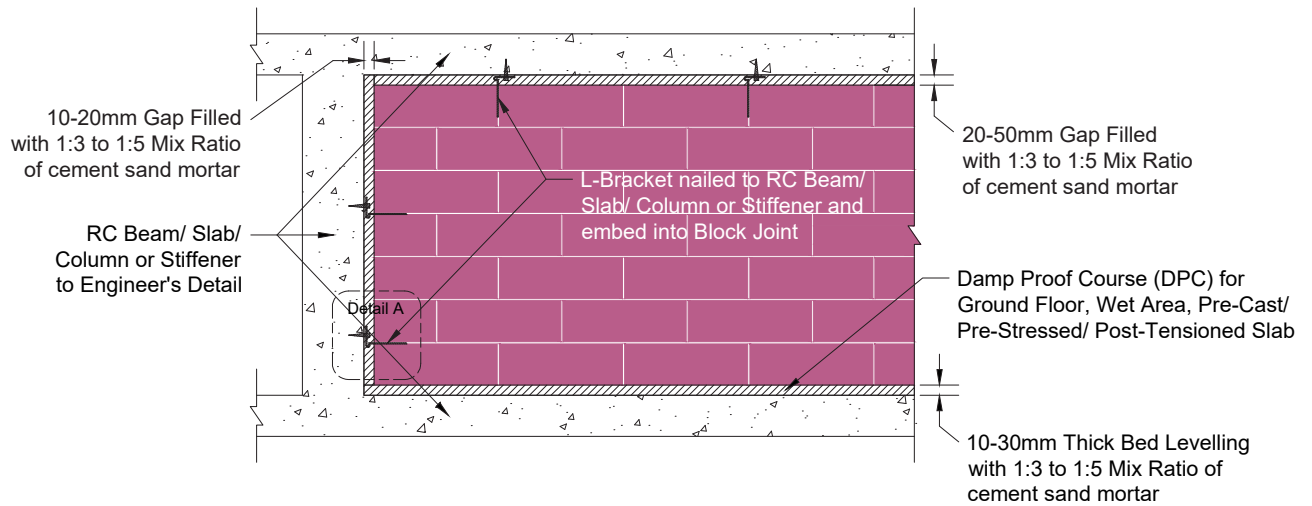 10-20mm Gap Filled
with 1:3 to 1:5 Mix Ratio
of cement sand mortar
RC Beam/ Slab/
Column or Stiffener
to Engineer's Detail
Detail A
L-Bracket nailed to RC Beam/
Slab/ Column or Stiffener and
embed into Block Joint
20-50mm Gap Filled
with 1:3 to 1:5 Mix Ratio
of cement sand mortar
Damp Proof Course (DPC) for
Ground Floor, Wet Area, Pre-Cast/
Pre-Stressed/ Post-Tensioned Slab
10-30mm Thick Bed Levelling
with 1:3 to 1:5 Mix Ratio of
cement sand mortar